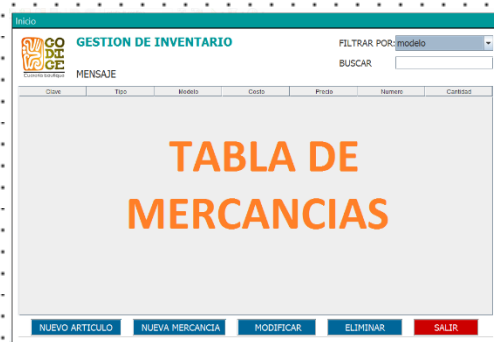 Inicio
CODICE
GESTION DE INVENTARIO
FILTRAR POR: modelo
BUSCAR
MENSAJE
Clave Tipo Modelo Costo Precio Numero Cantidad
TABLA DE
MERCANCIAS
NUEVO ARTICULO NUEVA MERCANCIA MODIFICAR ELIMINAR SALIR